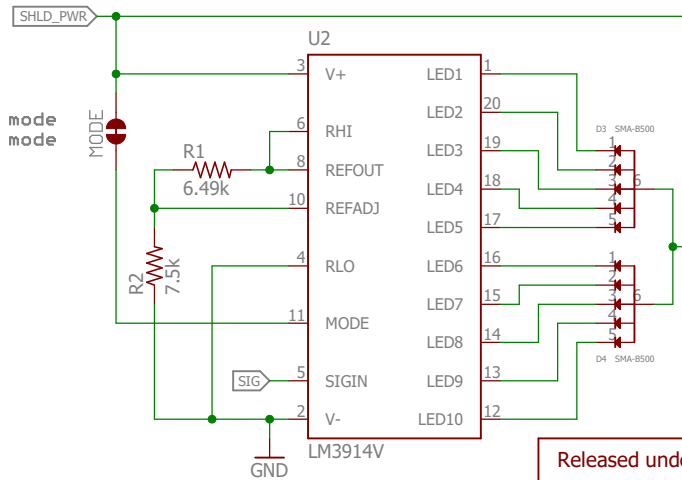 SHLD_PWR
U2
3 V+ LED1 1
LED2 20
mode
mode
MODE
6 RHI
D3 SMA-B500
R1
6.49k
8 REFOUT LED3 19
1
2
3 6
4
5
10 REFADJ LED4 18
LED5 17
R2
7.5k
4 RLO LED6 16
1
2
3 6
4
5
LED7 15
11 MODE
LED8 14
D4 SMA-B500
SIG
5 SIGIN LED9 13
2 V- LED10 12
LM3914V
GND
Released unde